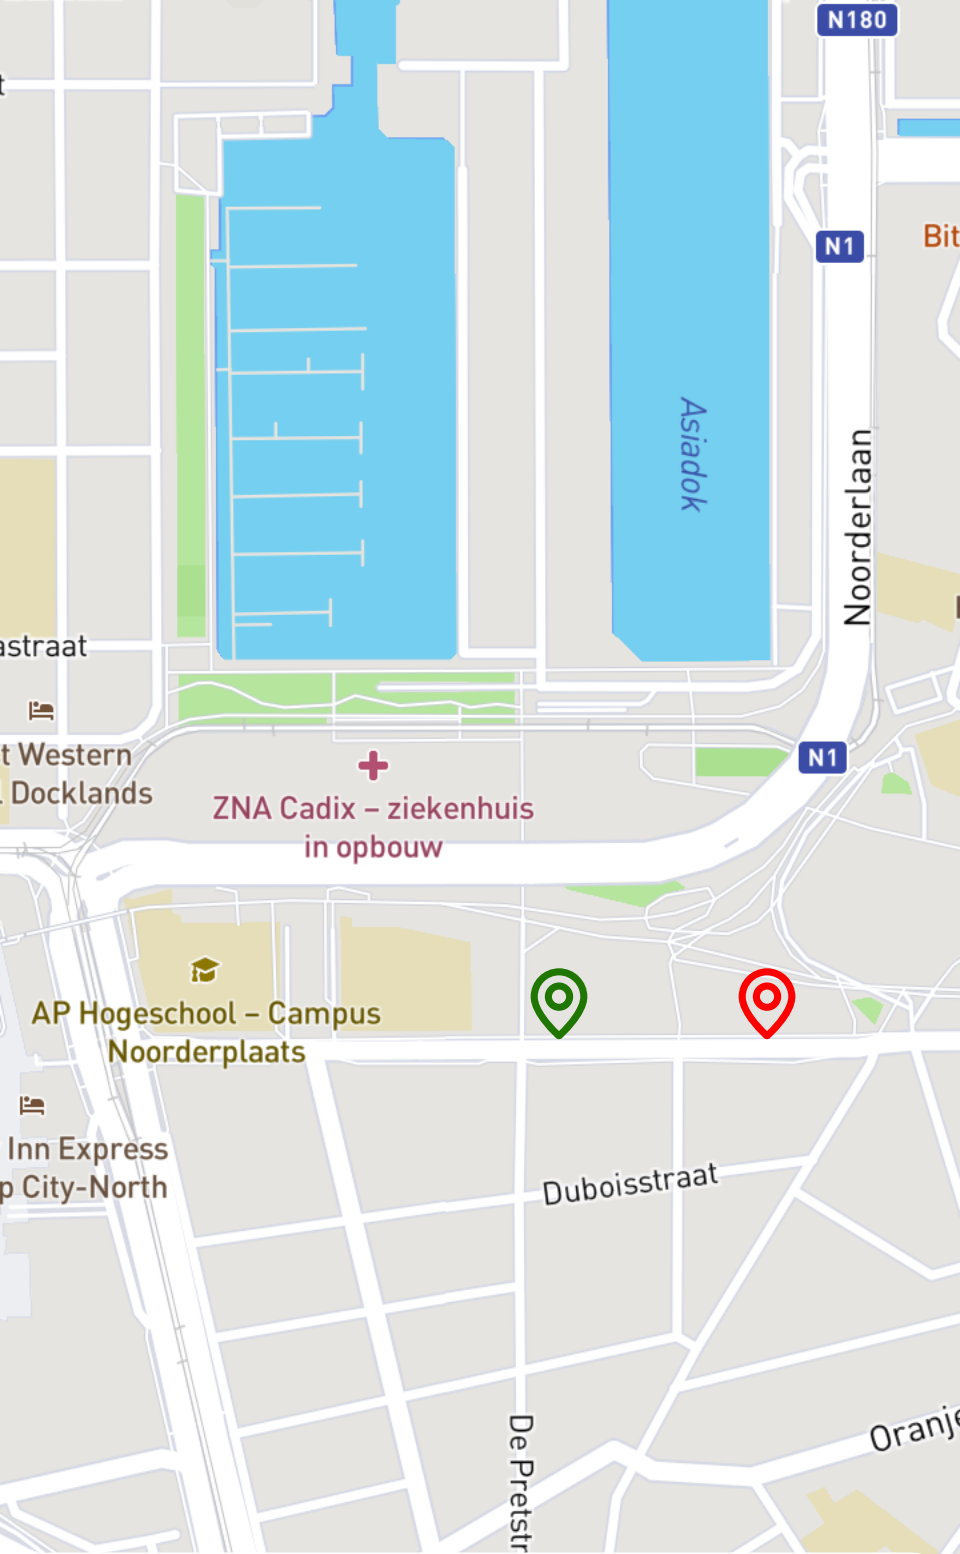 N180
N1
Bit
Asiadok
Noorderlaan
astraat
t Western
Docklands
N1
ZNA Cadix – ziekenhuis
in opbouw
AP Hogeschool – Campus
Noorderplaats
Inn Express
p City-North
Duboisstraat
De Pretstr
Oranje